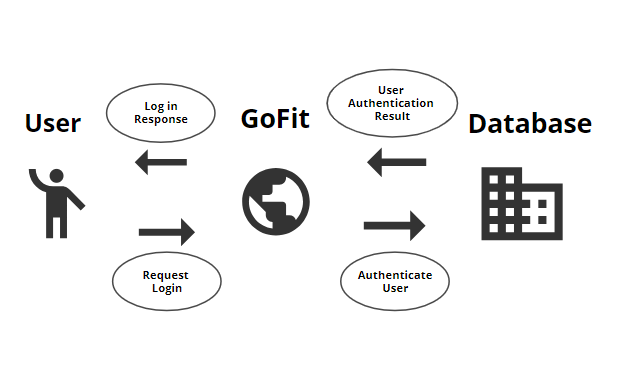 User
Log in
Response
GoFit
User
Authentication
Result
Database
Request
Login
Authenticate
User